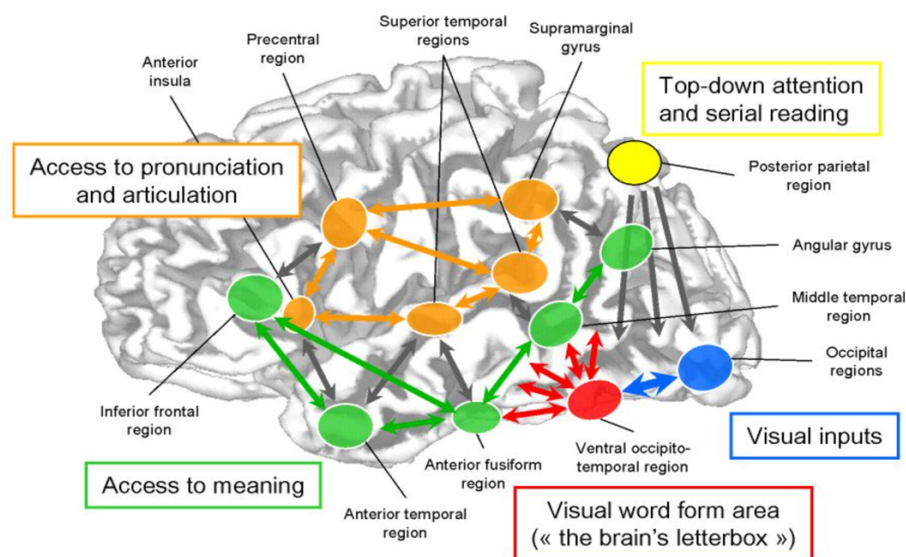 Superior temporal
regions
Supramarginal
gyrus
Precentral
region
Anterior
insula
Top-down attention
and serial reading
Access to pronunciation
and articulation
Posterior parietal
region
Angular gyrus
Middle temporal
region
Occipital
regions
Inferior frontal
region
Visual inputs
Ventral occipito-
temporal region
Anterior fusiform
region
Access to meaning
Anterior temporal
region
Visual word form area
(« the brain's letterbox »)